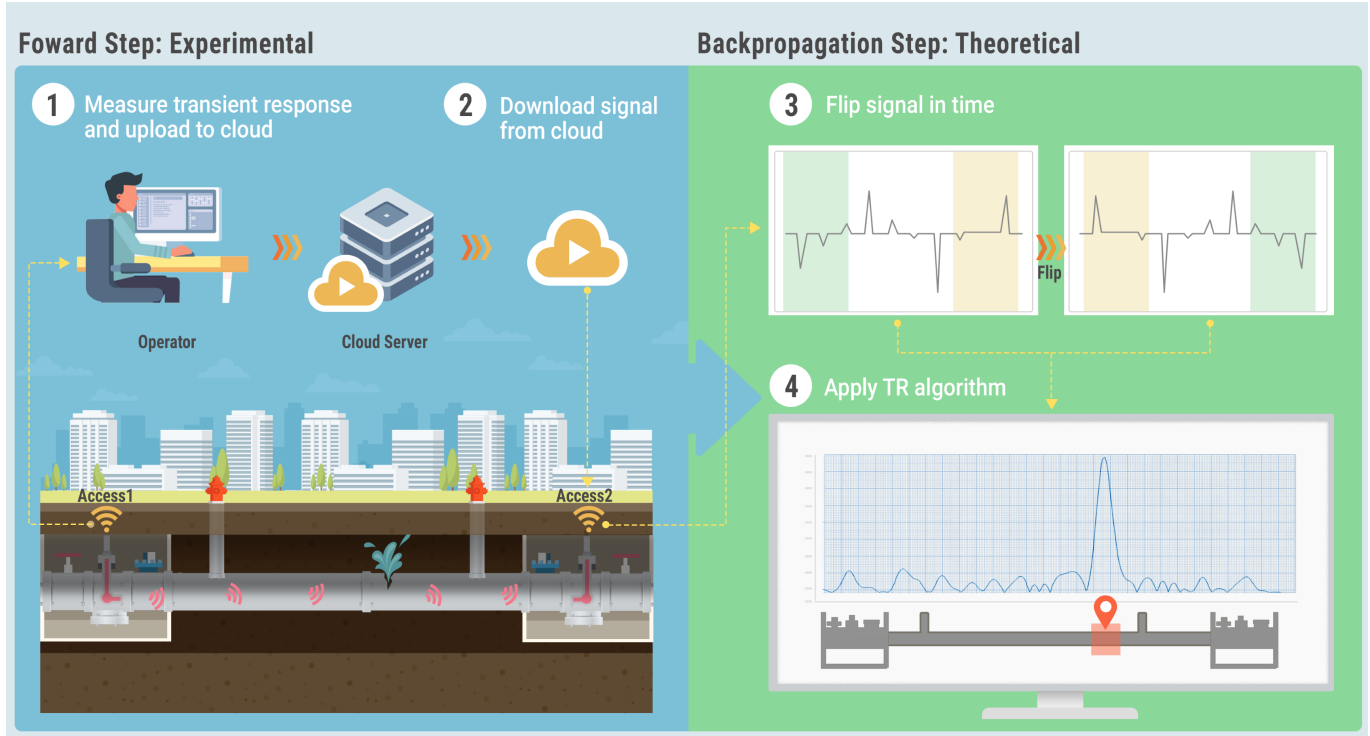 Foward Step: Experimental
Backpropagation Step: Theoretical
1
Measure transient response
and upload to cloud
2
Download signal
from cloud
3
Flip signal in time
Flip
Operator
Cloud Server
4
Apply TR algorithm
Access1
Access2